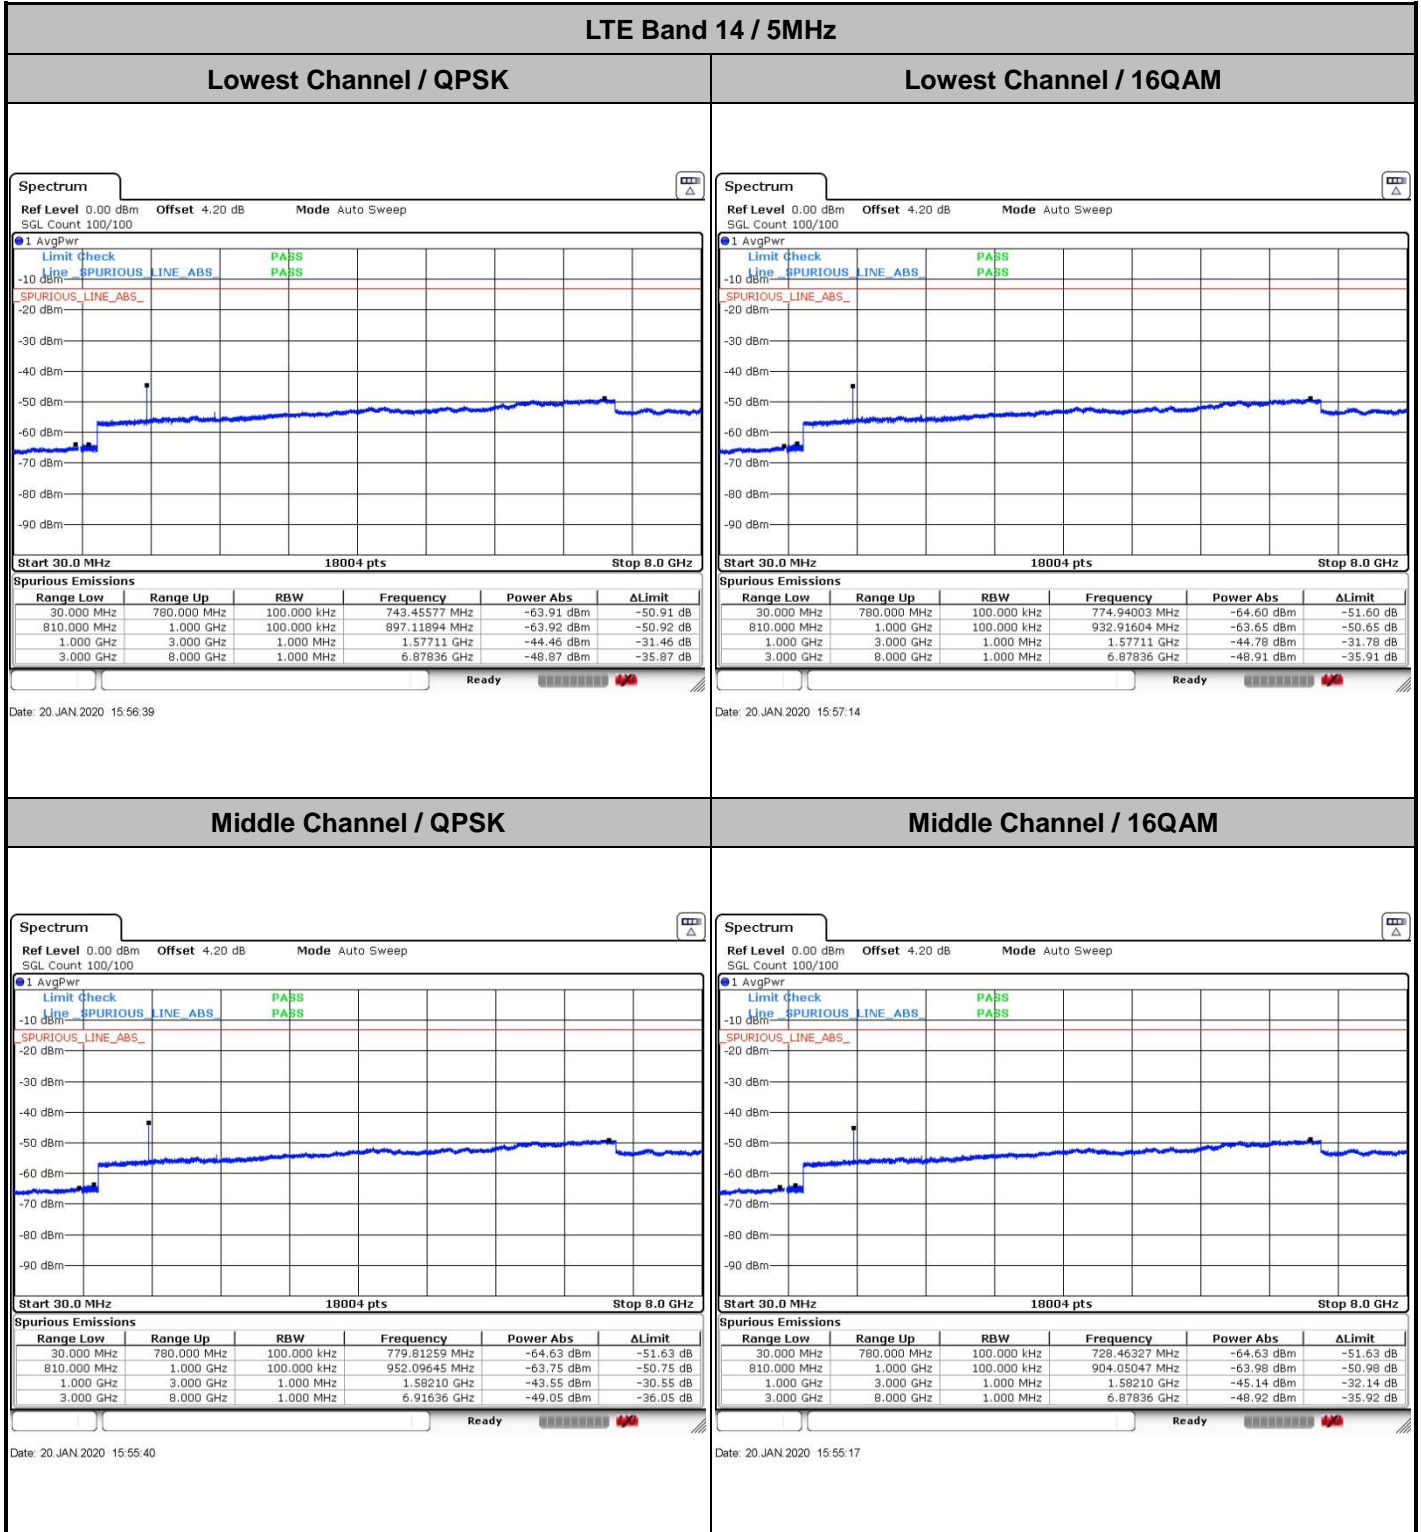 LTE Band 14 / 5MHz
Lowest Channel / QPSK
Lowest Channel / 16QAM
Spectrum
Ref Level 0.00 dBm Offset 4.20 dB Mode Auto Sweep
SGL Count 100/100
1 AvgPwr
Limit Check PASS
Line _SPURIOUS_LINE_ABS_ PASS
-10 dBm
_SPURIOUS_LINE_ABS_
-20 dBm
-30 dBm
-40 dBm
-50 dBm
-60 dBm
-70 dBm
-80 dBm
-90 dBm
Start 30.0 MHz 18004 pts Stop 8.0 GHz
Spurious Emissions
Range Low Range Up RBW Frequency Power Abs ΔLimit
30.000 MHz 780.000 MHz 100.000 kHz 743.45577 MHz -63.91 dBm -50.91 dB
810.000 MHz 1.000 GHz 100.000 kHz 897.11894 MHz -63.92 dBm -50.92 dB
1.000 GHz 3.000 GHz 1.000 MHz 1.57711 GHz -44.46 dBm -31.46 dB
3.000 GHz 8.000 GHz 1.000 MHz 6.87836 GHz -48.87 dBm -35.87 dB
Ready
Date: 20.JAN.2020 15:56:39
Spectrum
Ref Level 0.00 dBm Offset 4.20 dB Mode Auto Sweep
SGL Count 100/100
1 AvgPwr
Limit Check PASS
Line _SPURIOUS_LINE_ABS_ PASS
-10 dBm
_SPURIOUS_LINE_ABS_
-20 dBm
-30 dBm
-40 dBm
-50 dBm
-60 dBm
-70 dBm
-80 dBm
-90 dBm
Start 30.0 MHz 18004 pts Stop 8.0 GHz
Spurious Emissions
Range Low Range Up RBW Frequency Power Abs ΔLimit
30.000 MHz 780.000 MHz 100.000 kHz 774.94003 MHz -64.60 dBm -51.60 dB
810.000 MHz 1.000 GHz 100.000 kHz 932.91604 MHz -63.65 dBm -50.65 dB
1.000 GHz 3.000 GHz 1.000 MHz 1.57711 GHz -44.78 dBm -31.78 dB
3.000 GHz 8.000 GHz 1.000 MHz 6.87836 GHz -48.91 dBm -35.91 dB
Ready
Date: 20.JAN.2020 15:57:14
Middle Channel / QPSK
Middle Channel / 16QAM
Spectrum
Ref Level 0.00 dBm Offset 4.20 dB Mode Auto Sweep
SGL Count 100/100
1 AvgPwr
Limit Check PASS
Line _SPURIOUS_LINE_ABS_ PASS
-10 dBm
_SPURIOUS_LINE_ABS_
-20 dBm
-30 dBm
-40 dBm
-50 dBm
-60 dBm
-70 dBm
-80 dBm
-90 dBm
Start 30.0 MHz 18004 pts Stop 8.0 GHz
Spurious Emissions
Range Low Range Up RBW Frequency Power Abs ΔLimit
30.000 MHz 780.000 MHz 100.000 kHz 779.81259 MHz -64.63 dBm -51.63 dB
810.000 MHz 1.000 GHz 100.000 kHz 952.09645 MHz -63.75 dBm -50.75 dB
1.000 GHz 3.000 GHz 1.000 MHz 1.58210 GHz -43.55 dBm -30.55 dB
3.000 GHz 8.000 GHz 1.000 MHz 6.91636 GHz -49.05 dBm -36.05 dB
Ready
Date: 20.JAN.2020 15:55:40
Spectrum
Ref Level 0.00 dBm Offset 4.20 dB Mode Auto Sweep
SGL Count 100/100
1 AvgPwr
Limit Check PASS
Line _SPURIOUS_LINE_ABS_ PASS
-10 dBm
_SPURIOUS_LINE_ABS_
-20 dBm
-30 dBm
-40 dBm
-50 dBm
-60 dBm
-70 dBm
-80 dBm
-90 dBm
Start 30.0 MHz 18004 pts Stop 8.0 GHz
Spurious Emissions
Range Low Range Up RBW Frequency Power Abs ΔLimit
30.000 MHz 780.000 MHz 100.000 kHz 728.46327 MHz -64.63 dBm -51.63 dB
810.000 MHz 1.000 GHz 100.000 kHz 904.05047 MHz -63.98 dBm -50.98 dB
1.000 GHz 3.000 GHz 1.000 MHz 1.58210 GHz -45.14 dBm -32.14 dB
3.000 GHz 8.000 GHz 1.000 MHz 6.87836 GHz -48.92 dBm -35.92 dB
Ready
Date: 20.JAN.2020 15:55:17